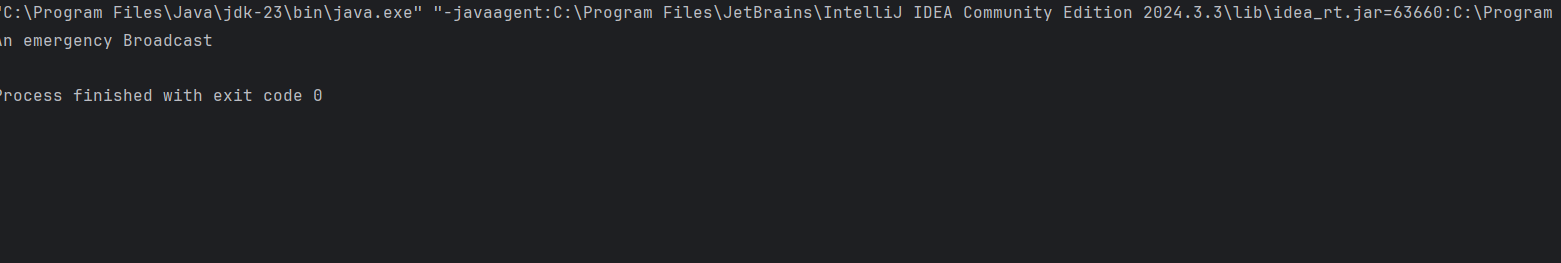 "C:\Program Files\Java\jdk-23\bin\java.exe" "-javaagent:C:\Program Files\JetBrains\IntelliJ IDEA Community Edition 2024.3.3\lib\idea_rt.jar=63660:C:\Program
An emergency Broadcast
Process finished with exit code 0